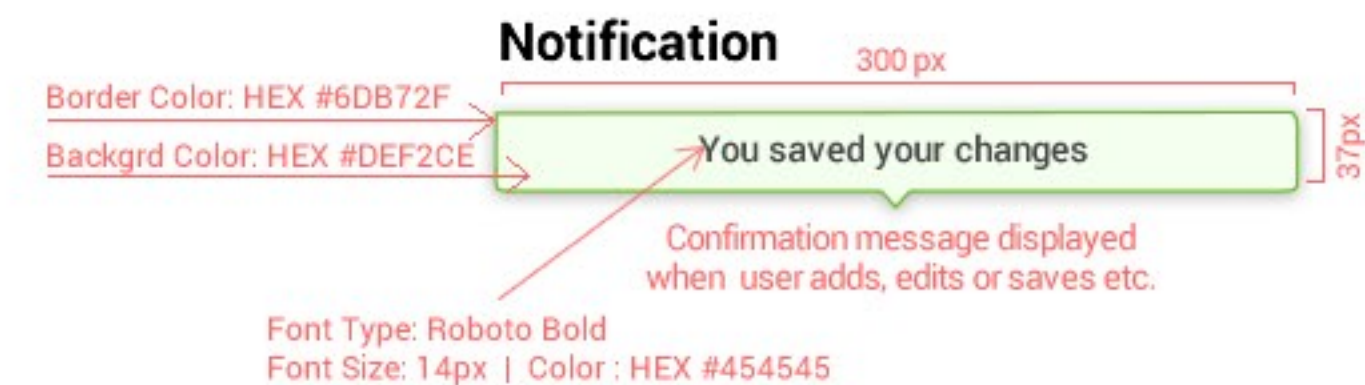 Notification
300 px
Border Color: HEX #6DB72F
Backgrd Color: HEX #DEF2CE
You saved your changes
37px
Confirmation message displayed
when user adds, edits or saves etc.
Font Type: Roboto Bold
Font Size: 14px | Color : HEX #454545